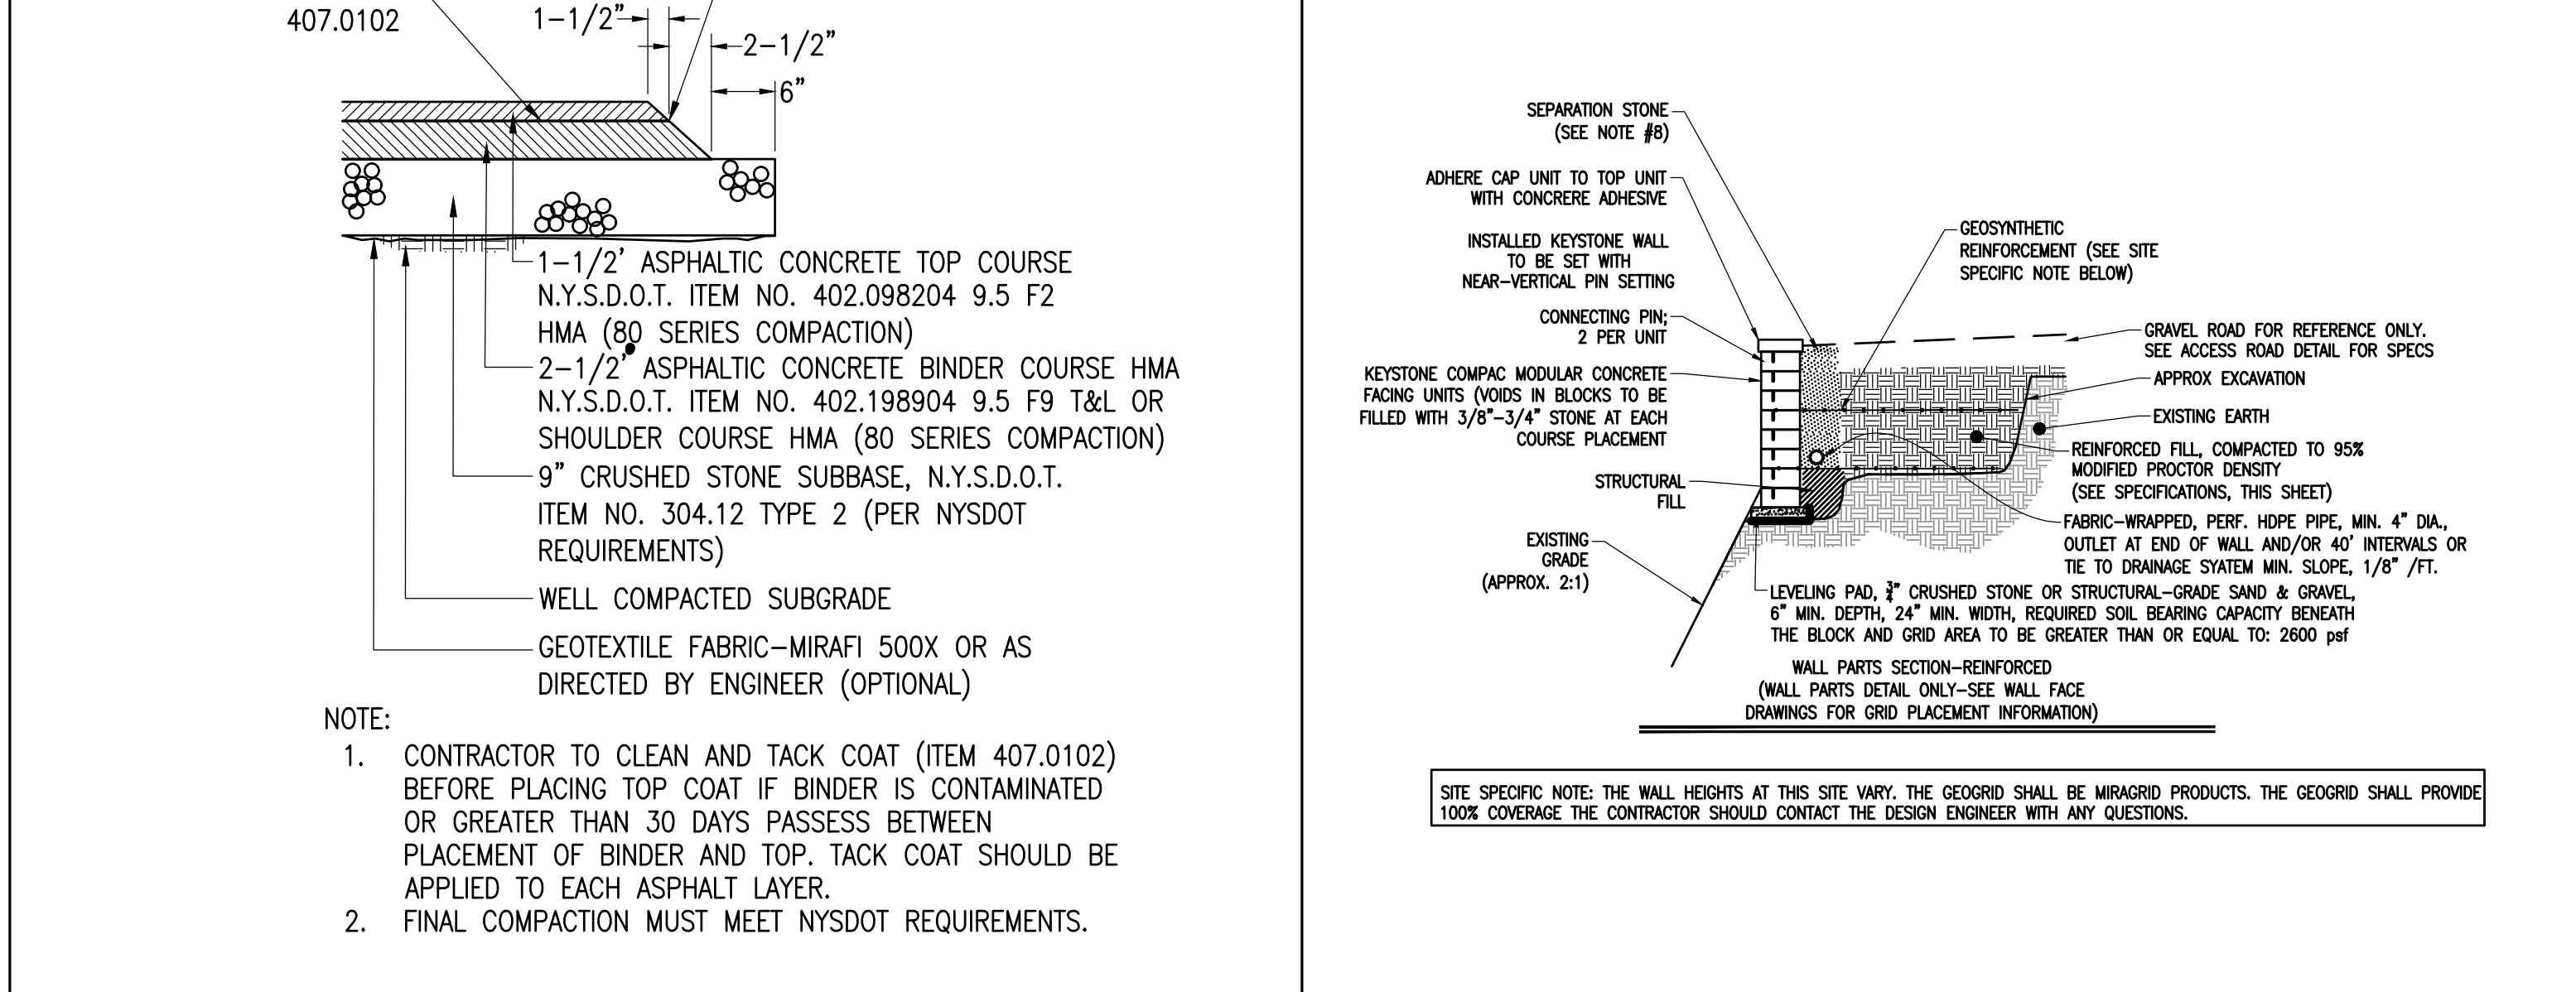 407.0102
1-1/2"
2-1/2"
6"
1-1/2' ASPHALTIC CONCRETE TOP COURSE
N.Y.S.D.O.T. ITEM NO. 402.098204 9.5 F2
HMA (80 SERIES COMPACTION)
2-1/2' ASPHALTIC CONCRETE BINDER COURSE HMA
N.Y.S.D.O.T. ITEM NO. 402.198904 9.5 F9 T&L OR
SHOULDER COURSE HMA (80 SERIES COMPACTION)
9" CRUSHED STONE SUBBASE, N.Y.S.D.O.T.
ITEM NO. 304.12 TYPE 2 (PER NYSDOT
REQUIREMENTS)
WELL COMPACTED SUBGRADE
GEOTEXTILE FABRIC-MIRAFI 500X OR AS
DIRECTED BY ENGINEER (OPTIONAL)
NOTE:
1. CONTRACTOR TO CLEAN AND TACK COAT (ITEM 407.0102)
BEFORE PLACING TOP COAT IF BINDER IS CONTAMINATED
OR GREATER THAN 30 DAYS PASSESS BETWEEN
PLACEMENT OF BINDER AND TOP. TACK COAT SHOULD BE
APPLIED TO EACH ASPHALT LAYER.
2. FINAL COMPACTION MUST MEET NYSDOT REQUIREMENTS.
SEPARATION STONE
(SEE NOTE #8)
ADHERE CAP UNIT TO TOP UNIT
WITH CONCRERE ADHESIVE
INSTALLED KEYSTONE WALL
TO BE SET WITH
NEAR-VERTICAL PIN SETTING
CONNECTING PIN;
2 PER UNIT
KEYSTONE COMPAC MODULAR CONCRETE
FACING UNITS (VOIDS IN BLOCKS TO BE
FILLED WITH 3/8"-3/4" STONE AT EACH
COURSE PLACEMENT
STRUCTURAL
FILL
EXISTING
GRADE
(APPROX. 2:1)
GEOSYNTHETIC
REINFORCEMENT (SEE SITE
SPECIFIC NOTE BELOW)
GRAVEL ROAD FOR REFERENCE ONLY.
SEE ACCESS ROAD DETAIL FOR SPECS
APPROX EXCAVATION
EXISTING EARTH
REINFORCED FILL, COMPACTED TO 95%
MODIFIED PROCTOR DENSITY
(SEE SPECIFICATIONS, THIS SHEET)
FABRIC-WRAPPED, PERF. HDPE PIPE, MIN. 4" DIA.,
OUTLET AT END OF WALL AND/OR 40' INTERVALS OR
TIE TO DRAINAGE SYATEM MIN. SLOPE, 1/8" /FT.
LEVELING PAD, 3/4" CRUSHED STONE OR STRUCTURAL-GRADE SAND & GRAVEL,
6" MIN. DEPTH, 24" MIN. WIDTH, REQUIRED SOIL BEARING CAPACITY BENEATH
THE BLOCK AND GRID AREA TO BE GREATER THAN OR EQUAL TO: 2600 psf
WALL PARTS SECTION-REINFORCED
(WALL PARTS DETAIL ONLY-SEE WALL FACE
DRAWINGS FOR GRID PLACEMENT INFORMATION)
SITE SPECIFIC NOTE: THE WALL HEIGHTS AT THIS SITE VARY. THE GEOGRID SHALL BE MIRAGRID PRODUCTS. THE GEOGRID SHALL PROVIDE
100% COVERAGE THE CONTRACTOR SHOULD CONTACT THE DESIGN ENGINEER WITH ANY QUESTIONS.